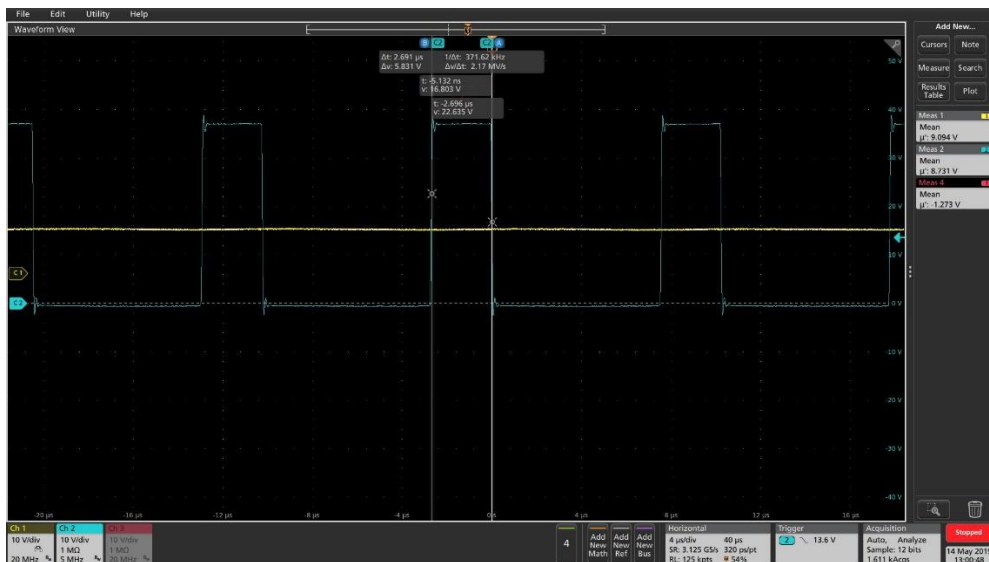 File Edit Utility Help
Waveform View
Add New...
Cursors Note
Measure Search
Results Table Plot
B C2 C2 A
Δt: 2.691 µs 1/Δt: 371.62 kHz
Δv: 5.831 V Δv/Δt: 2.17 MV/s
t: -5.132 ns
v: 16.803 V
t: -2.696 µs
v: 22.635 V
50 V
40 V
30 V
20 V
10 V
0 V
-10 V
-20 V
-30 V
-40 V
C1
C2
Meas 1
Mean
µ': 9.094 V
Meas 2
Mean
µ': 8.731 V
Meas 4
Mean
µ': -1.273 V
-20 µs -16 µs -12 µs -8 µs -4 µs 0 s 4 µs 8 µs 12 µs 16 µs
Ch 1
10 V/div
20 MHz
Ch 2
10 V/div
1 MΩ
5 MHz
Ch 3
10 V/div
1 MΩ
20 MHz
4
Add New Math
Add New Ref
Add New Bus
Horizontal
4 µs/div 40 µs
SR: 3.125 GS/s 320 ps/pt
RL: 125 kpts 54%
Trigger
2 13.6 V
Acquisition
Auto, Analyze
Sample: 12 bits
1.611 kAcqs
Stopped
14 May 2019
13:00:48